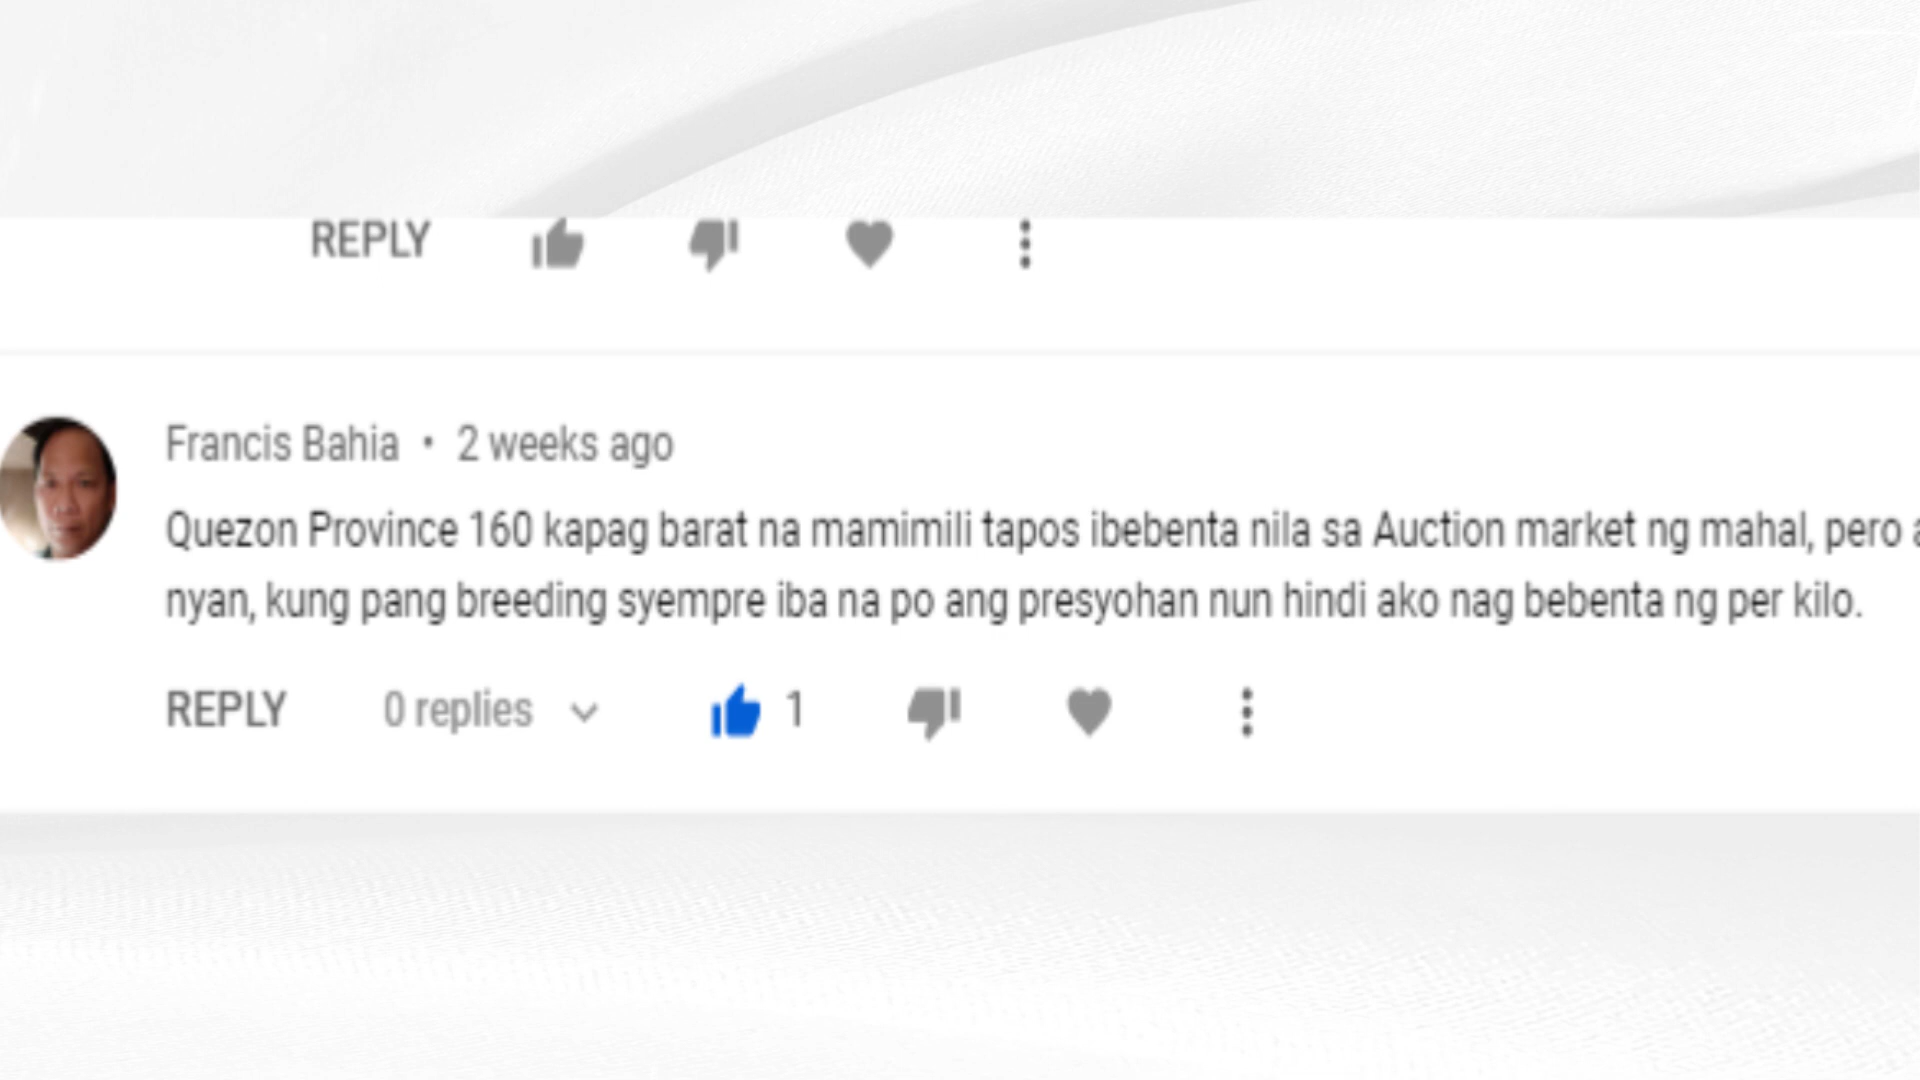 REPLY
Francis Bahia • 2 weeks ago
Quezon Province 160 kapag barat na mamimili tapos ibebenta nila sa Auction market ng mahal, pero
nyan, kung pang breeding syempre iba na po ang presyohan nun hindi ako nag bebenta ng per kilo.
REPLY 0 replies 1